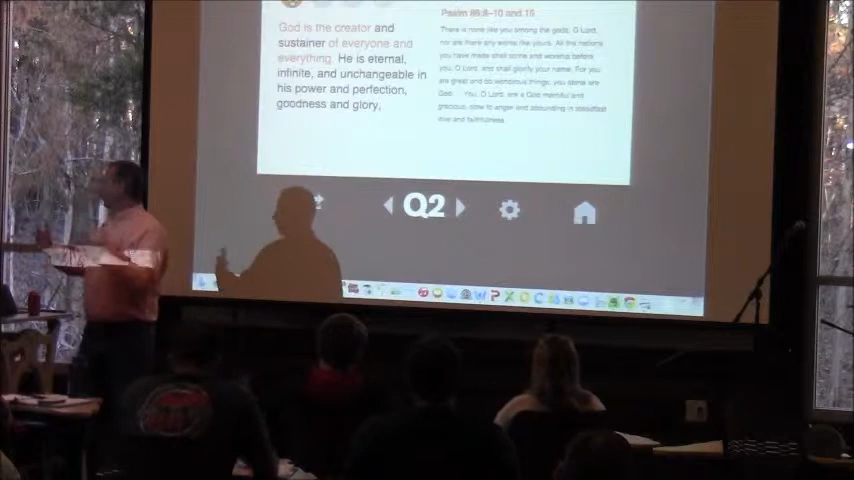 God is the creator and
sustainer of everyone and
everything. He is eternal,
infinite, and unchangeable in
his power and perfection,
goodness and glory,
Psalm 86:8–10 and 15
There is none like you among the gods, O Lord,
nor are there any works like yours. All the nations
you have made shall come and worship before
you, O Lord, and shall glorify your name. For you
are great and do wondrous things; you alone are
God. . . . You, O Lord, are a God merciful and
gracious, slow to anger and abounding in steadfast
love and faithfulness.
Q2